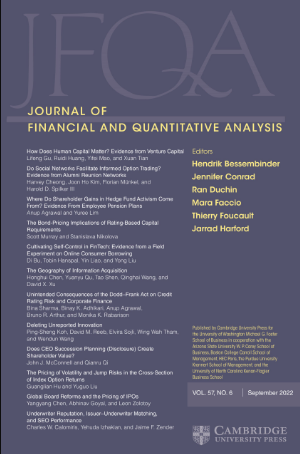 JFQA
JOURNAL OF
FINANCIAL AND QUANTITATIVE ANALYSIS
How Does Human Capital Matter? Evidence from Venture Capital
Lifeng Gu, Ruidi Huang, Yifei Mao, and Xuan Tian
Do Social Networks Facilitate Informed Option Trading?
Evidence from Alumni Reunion Networks
Harvey Cheong, Joon Ho Kim, Florian Münkel, and
Harold D. Spilker III
Where Do Shareholder Gains in Hedge Fund Activism Come
From? Evidence from Employee Pension Plans
Anup Agrawal and Yuree Lim
The Bond-Pricing Implications of Rating-Based Capital
Requirements
Scott Murray and Stanislava Nikolova
Cultivating Self-Control in FinTech: Evidence from a Field
Experiment on Online Consumer Borrowing
Di Bu, Tobin Hanspal, Yin Liao, and Yong Liu
The Geography of Information Acquisition
Honghui Chen, Yuanyu Qu, Tao Shen, Qinghai Wang, and
David X. Xu
Unintended Consequences of the Dodd–Frank Act on Credit
Rating Risk and Corporate Finance
Bina Sharma, Binay K. Adhikari, Anup Agrawal,
Bruno R. Arthur, and Monika K. Rabarison
Deleting Unreported Innovation
Ping-Sheng Koh, David M. Reeb, Elvira Sojli, Wing Wah Tham,
and Wendun Wang
Does CEO Succession Planning (Disclosure) Create
Shareholder Value?
John J. McConnell and Qianru Qi
The Pricing of Volatility and Jump Risks in the Cross-Section
of Index Option Returns
Guanglian Hu and Yuguo Liu
Global Board Reforms and the Pricing of IPOs
Yangyang Chen, Abhinav Goyal, and Leon Zolotoy
Underwriter Reputation, Issuer-Underwriter Matching,
and SEO Performance
Charles W. Calomiris, Yehuda Izhakian, and Jaime F. Zender
Editors
Hendrik Bessembinder
Jennifer Conrad
Ran Duchin
Mara Faccio
Thierry Foucault
Jarrad Harford
Published by Cambridge University Press for
the University of Washington Michael G. Foster
School of Business in cooperation with the
Arizona State University W. P. Carey School of
Business, Boston College Carroll School of
Management, HEC Paris, the Purdue University
Krannert School of Management, and the
University of North Carolina Kenan-Flagler
Business School
VOL. 57, NO. 6
SEPTEMBER 2022
CAMBRIDGE
UNIVERSITY PRESS